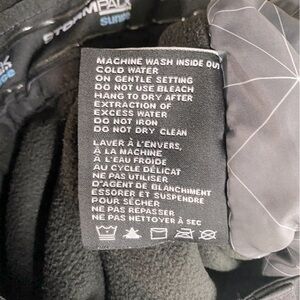 STORMPACK
SUNICE
MACHINE WASH INSIDE OUT
COLD WATER
ON GENTLE SETTING
DO NOT USE BLEACH
HANG TO DRY AFTER
EXTRACTION OF
EXCESS WATER
DO NOT IRON
DO NOT DRY CLEAN
LAVER À L'ENVERS,
À LA MACHINE
À L'EAU FROIDE
AU CYCLE DÉLICAT
NE PAS UTILISER
D'AGENT DE BLANCHIMENT
ESSORER ET SUSPENDRE
POUR SÉCHER
NE PAS REPASSER
NE PAS NETTOYER À SEC